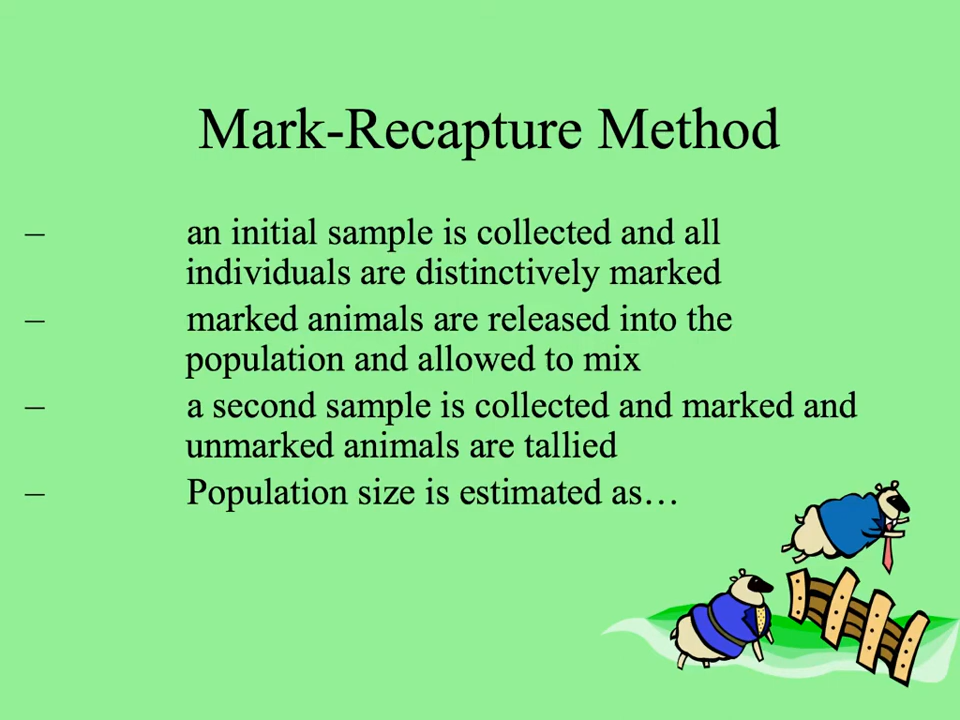 Mark-Recapture Method
– an initial sample is collected and all
individuals are distinctively marked
– marked animals are released into the
population and allowed to mix
– a second sample is collected and marked and
unmarked animals are tallied
– Population size is estimated as…